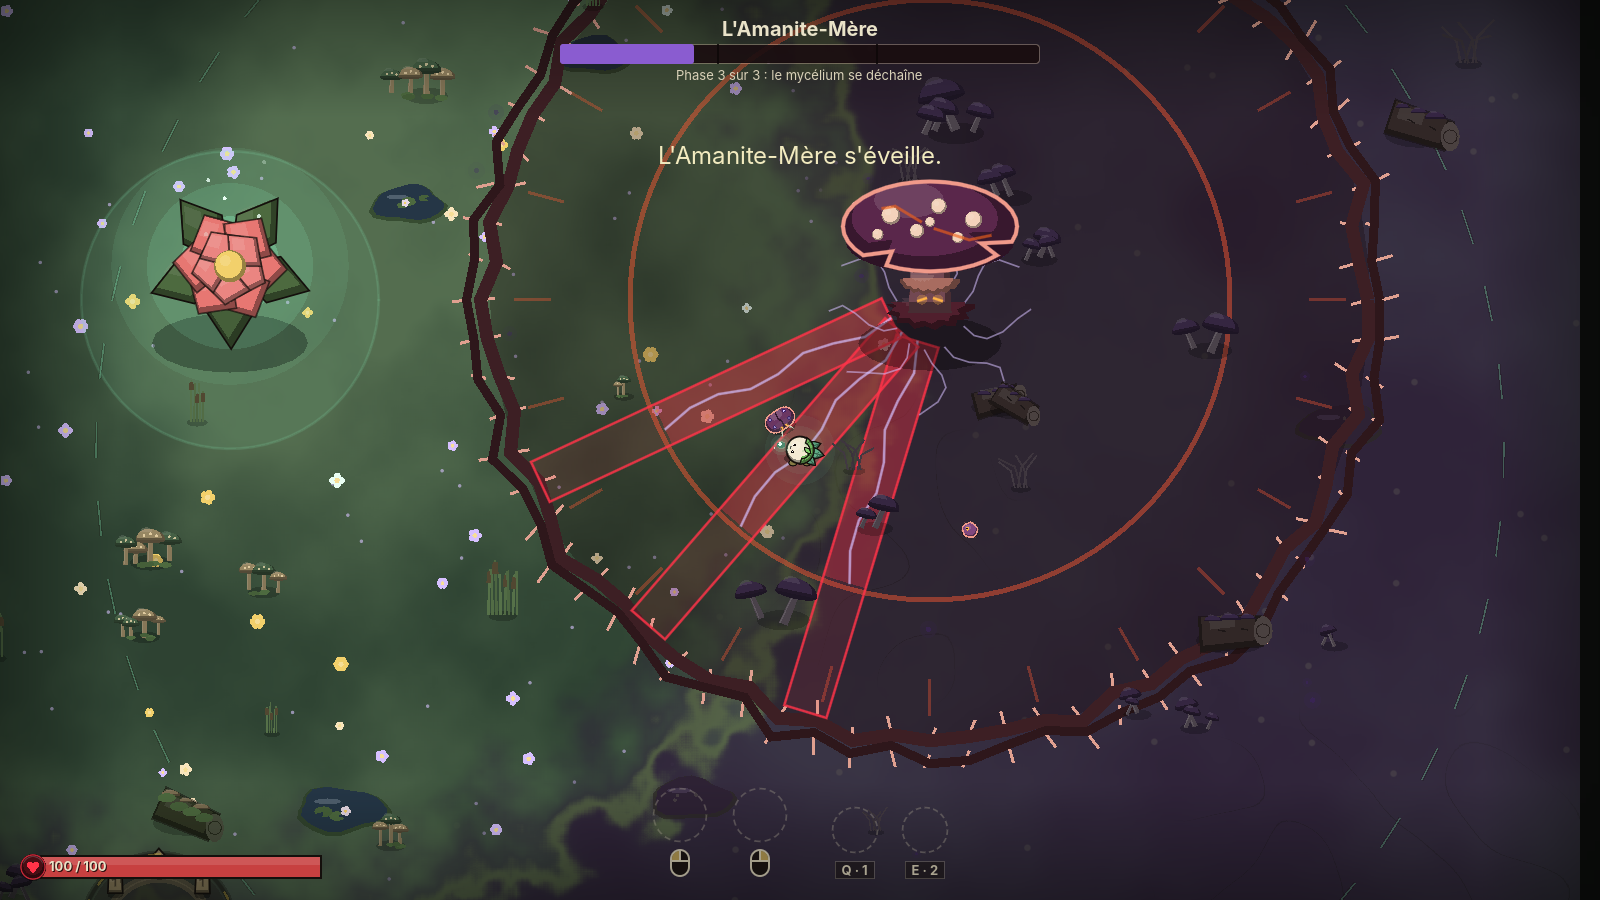 L'Amanite-Mère
Phase 3 sur 3 : le mycélium se déchaîne
L'Amanite-Mère s'éveille.
100 / 100
Q · 1
E · 2